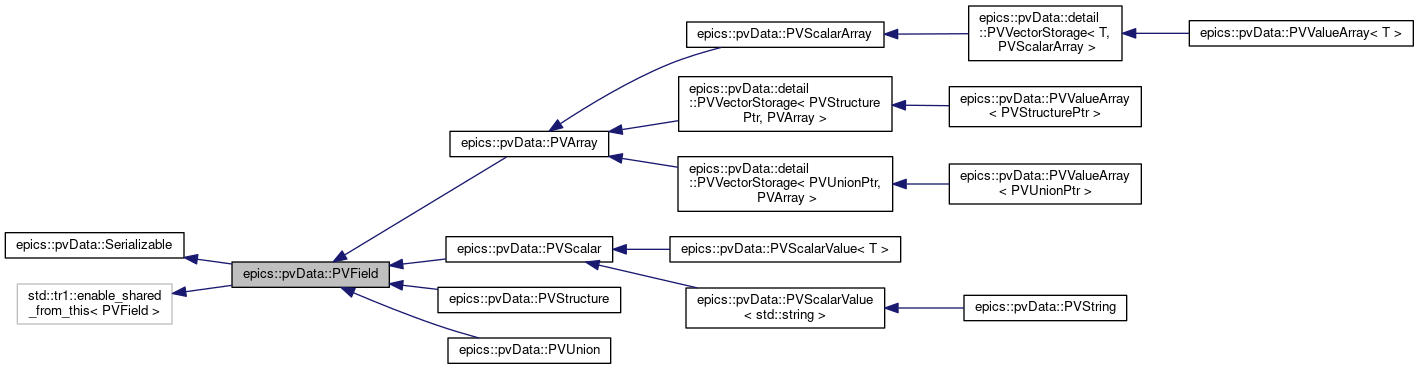 epics::pvData::Serializable
std::tr1::enable_shared
_from_this< PVField >
epics::pvData::PVField
epics::pvData::PVArray
epics::pvData::PVScalar
epics::pvData::PVStructure
epics::pvData::PVUnion
epics::pvData::PVScalarArray
epics::pvData::detail
::PVVectorStorage< PVStructure
Ptr, PVArray >
epics::pvData::detail
::PVVectorStorage< PVUnionPtr,
PVArray >
epics::pvData::PVScalarValue< T >
epics::pvData::PVScalarValue
< std::string >
epics::pvData::detail
::PVVectorStorage< T,
PVScalarArray >
epics::pvData::PVValueArray
< PVStructurePtr >
epics::pvData::PVValueArray
< PVUnionPtr >
epics::pvData::PVString
epics::pvData::PVValueArray< T >